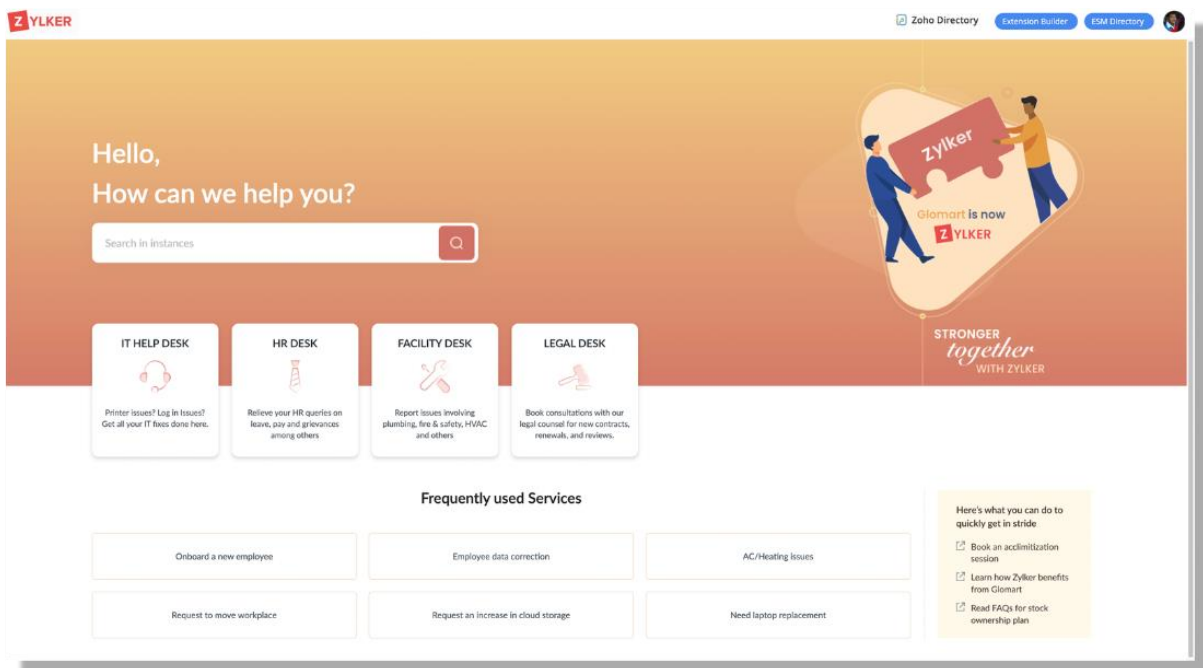 ZYLKER
Zoho Directory
Extension Builder
ESM Directory
Hello,
How can we help you?
Search in instances
Zylker
Glomart is now
ZYLKER
STRONGER
together
WITH ZYLKER
IT HELP DESK
Printer issues? Log in Issues?
Get all your IT fixes done here.
HR DESK
Relieve your HR queries on
leave, pay and grievances
among others
FACILITY DESK
Report issues involving
plumbing, fire & safety, HVAC
and others
LEGAL DESK
Book consultations with our
legal counsel for new contracts,
renewals, and reviews.
Frequently used Services
Onboard a new employee
Employee data correction
AC/Heating issues
Request to move workplace
Request an increase in cloud storage
Need laptop replacement
Here's what you can do to
quickly get in stride
Book an acclimitization
session
Learn how Zylker benefits
from Glomart
Read FAQs for stock
ownership plan